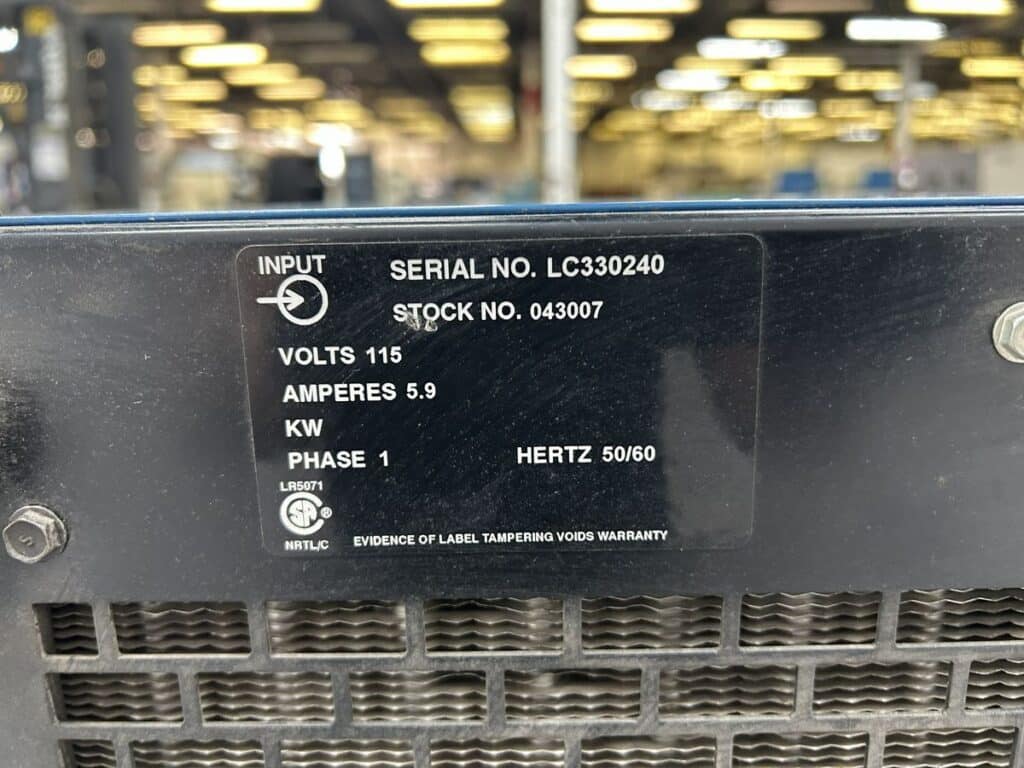 INPUT
SERIAL NO. LC330240
STOCK NO. 043007
VOLTS 115
AMPERES 5.9
KW
PHASE 1 HERTZ 50/60
LR5071
SA ®
NRTL/C
EVIDENCE OF LABEL TAMPERING VOIDS WARRANTY
S